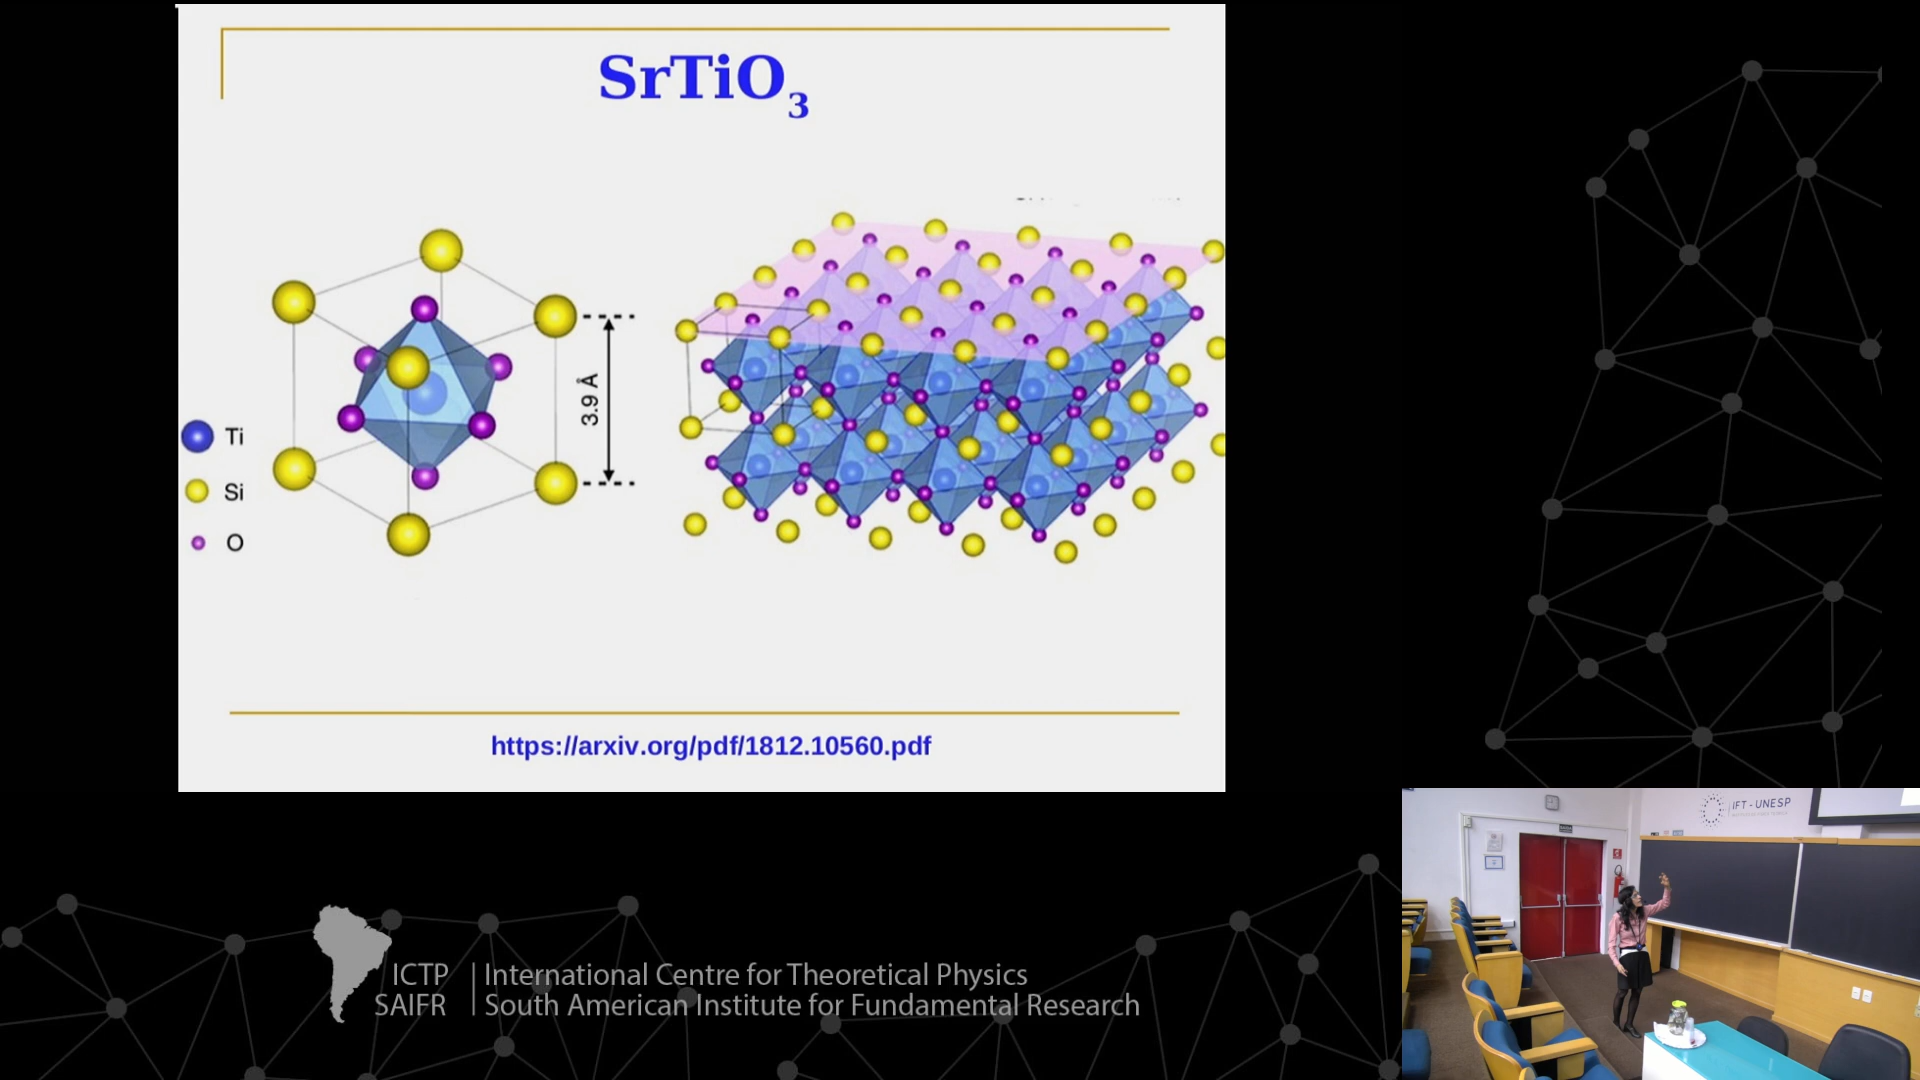 SrTiO3
3.9 Å
Ti
Si
O
https://arxiv.org/pdf/1812.10560.pdf
IFT - UNESP
ICTP | International Centre for Theoretical Physics
SAIFR | South American Institute for Fundamental Research